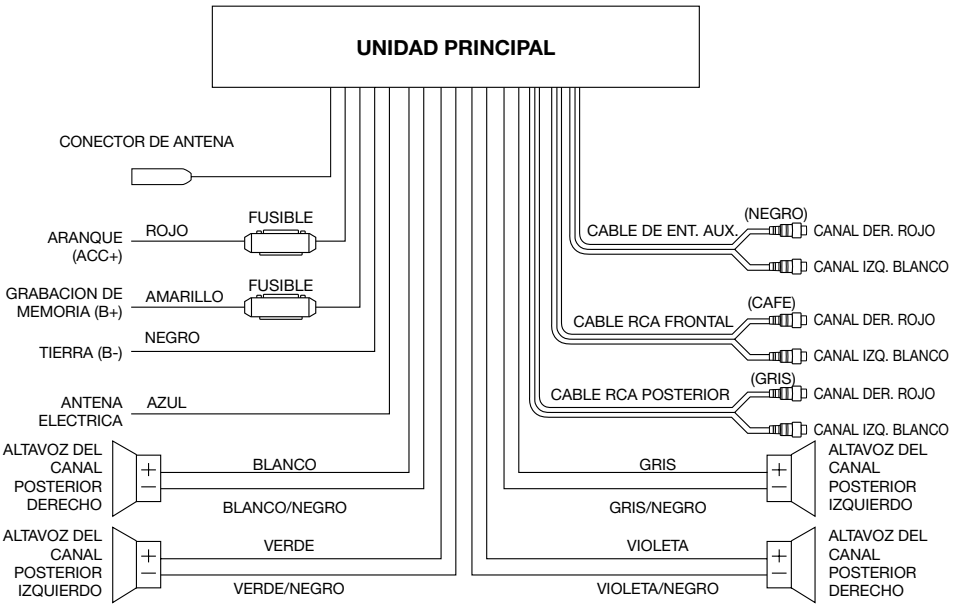 UNIDAD PRINCIPAL
CONECTOR DE ANTENA
ARANQUE
(ACC+)
ROJO
FUSIBLE
GRABACION DE
MEMORIA (B+)
AMARILLO
FUSIBLE
TIERRA (B-)
NEGRO
ANTENA
ELECTRICA
AZUL
ALTAVOZ DEL
CANAL
POSTERIOR
DERECHO
+
−
BLANCO
BLANCO/NEGRO
ALTAVOZ DEL
CANAL
POSTERIOR
IZQUIERDO
+
−
VERDE
VERDE/NEGRO
CABLE DE ENT. AUX.
(NEGRO)
CANAL DER. ROJO
CANAL IZQ. BLANCO
CABLE RCA FRONTAL
(CAFE)
CANAL DER. ROJO
CANAL IZQ. BLANCO
CABLE RCA POSTERIOR
(GRIS)
CANAL DER. ROJO
CANAL IZQ. BLANCO
GRIS
GRIS/NEGRO
+
−
ALTAVOZ DEL
CANAL
POSTERIOR
IZQUIERDO
VIOLETA
VIOLETA/NEGRO
+
−
ALTAVOZ DEL
CANAL
POSTERIOR
DERECHO